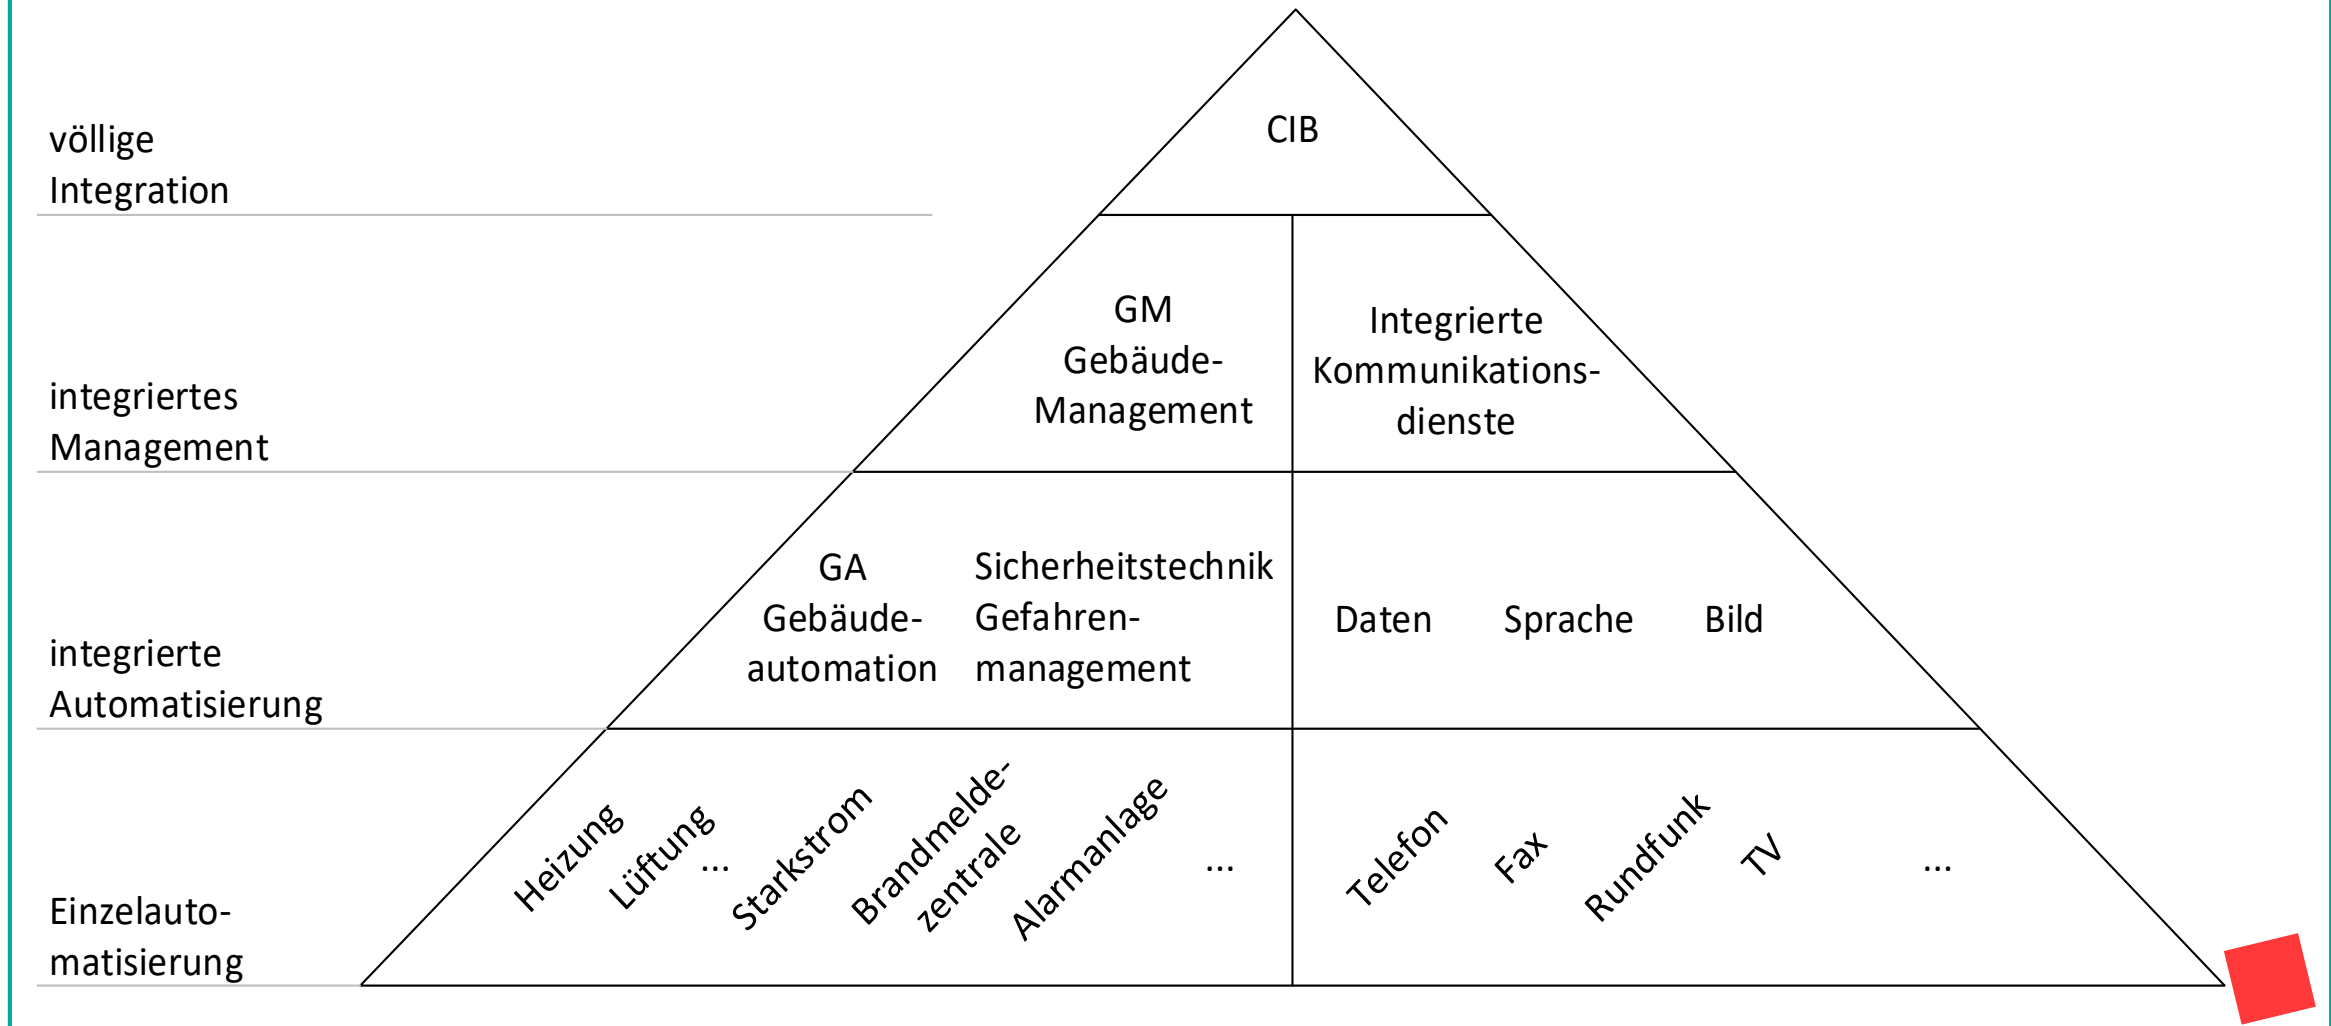 völlige
Integration
CIB
integriertes
Management
GM
Gebäude-
Management
Integrierte
Kommunikations-
dienste
integrierte
Automatisierung
GA
Gebäude-
automation
Sicherheitstechnik
Gefahren-
management
Daten
Sprache
Bild
Einzelauto-
matisierung
Heizung
Lüftung
...
Starkstrom
Brandmelde-
zentrale
Alarmanlage
...
Telefon
Fax
Rundfunk
TV
...